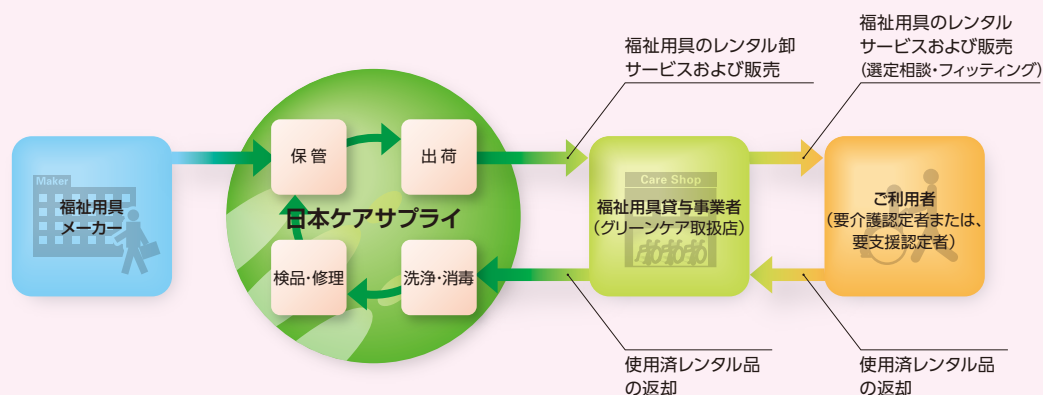 福祉用具のレンタル卸
サービスおよび販売
福祉用具のレンタル
サービスおよび販売
(選定相談・フィッティング)
Maker
福祉用具
メーカー
保管
出荷
日本ケアサプライ
検品・修理
洗浄・消毒
Care Shop
福祉用具貸与事業者
(グリーンケア取扱店)
ご利用者
(要介護認定者または、
要支援認定者)
使用済レンタル品
の返却
使用済レンタル品
の返却